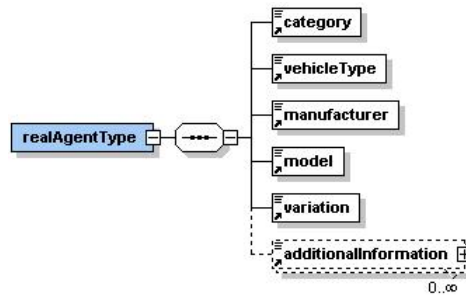 category
vehicleType
manufacturer
realAgentType
model
variation
additionalInformation
0..∞